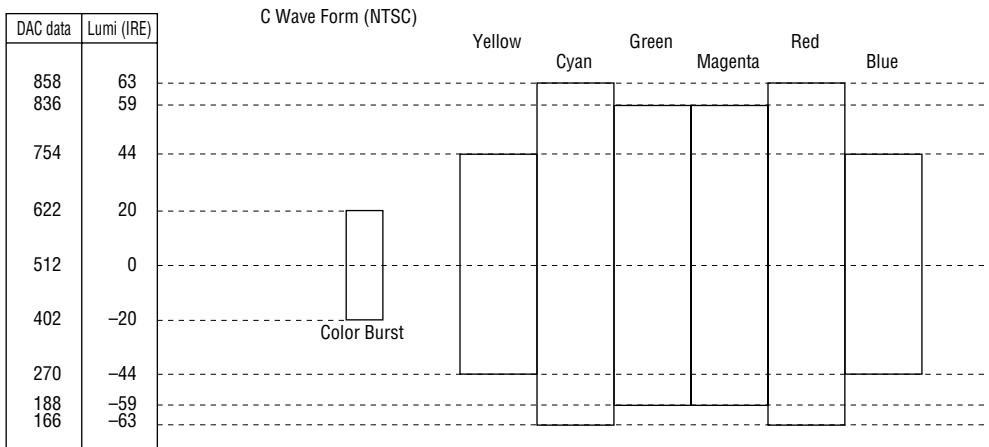 C Wave Form (NTSC)
DAC data Lumi (IRE)
Yellow Green Red
Cyan Magenta Blue
858 63
836 59
754 44
622 20
512 0
402 –20
Color Burst
270 –44
188 –59
166 –63